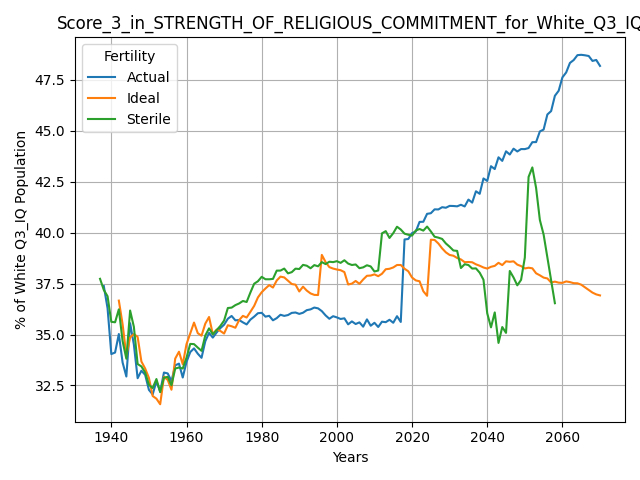 Score_3_in_STRENGTH_OF_RELIGIOUS_COMMITMENT_for_White_Q3_IQ
Fertility
Actual
Ideal
Sterile
% of White Q3_IQ Population
47.5
45.0
42.5
40.0
37.5
35.0
32.5
1940
1960
1980
2000
2020
2040
2060
Years